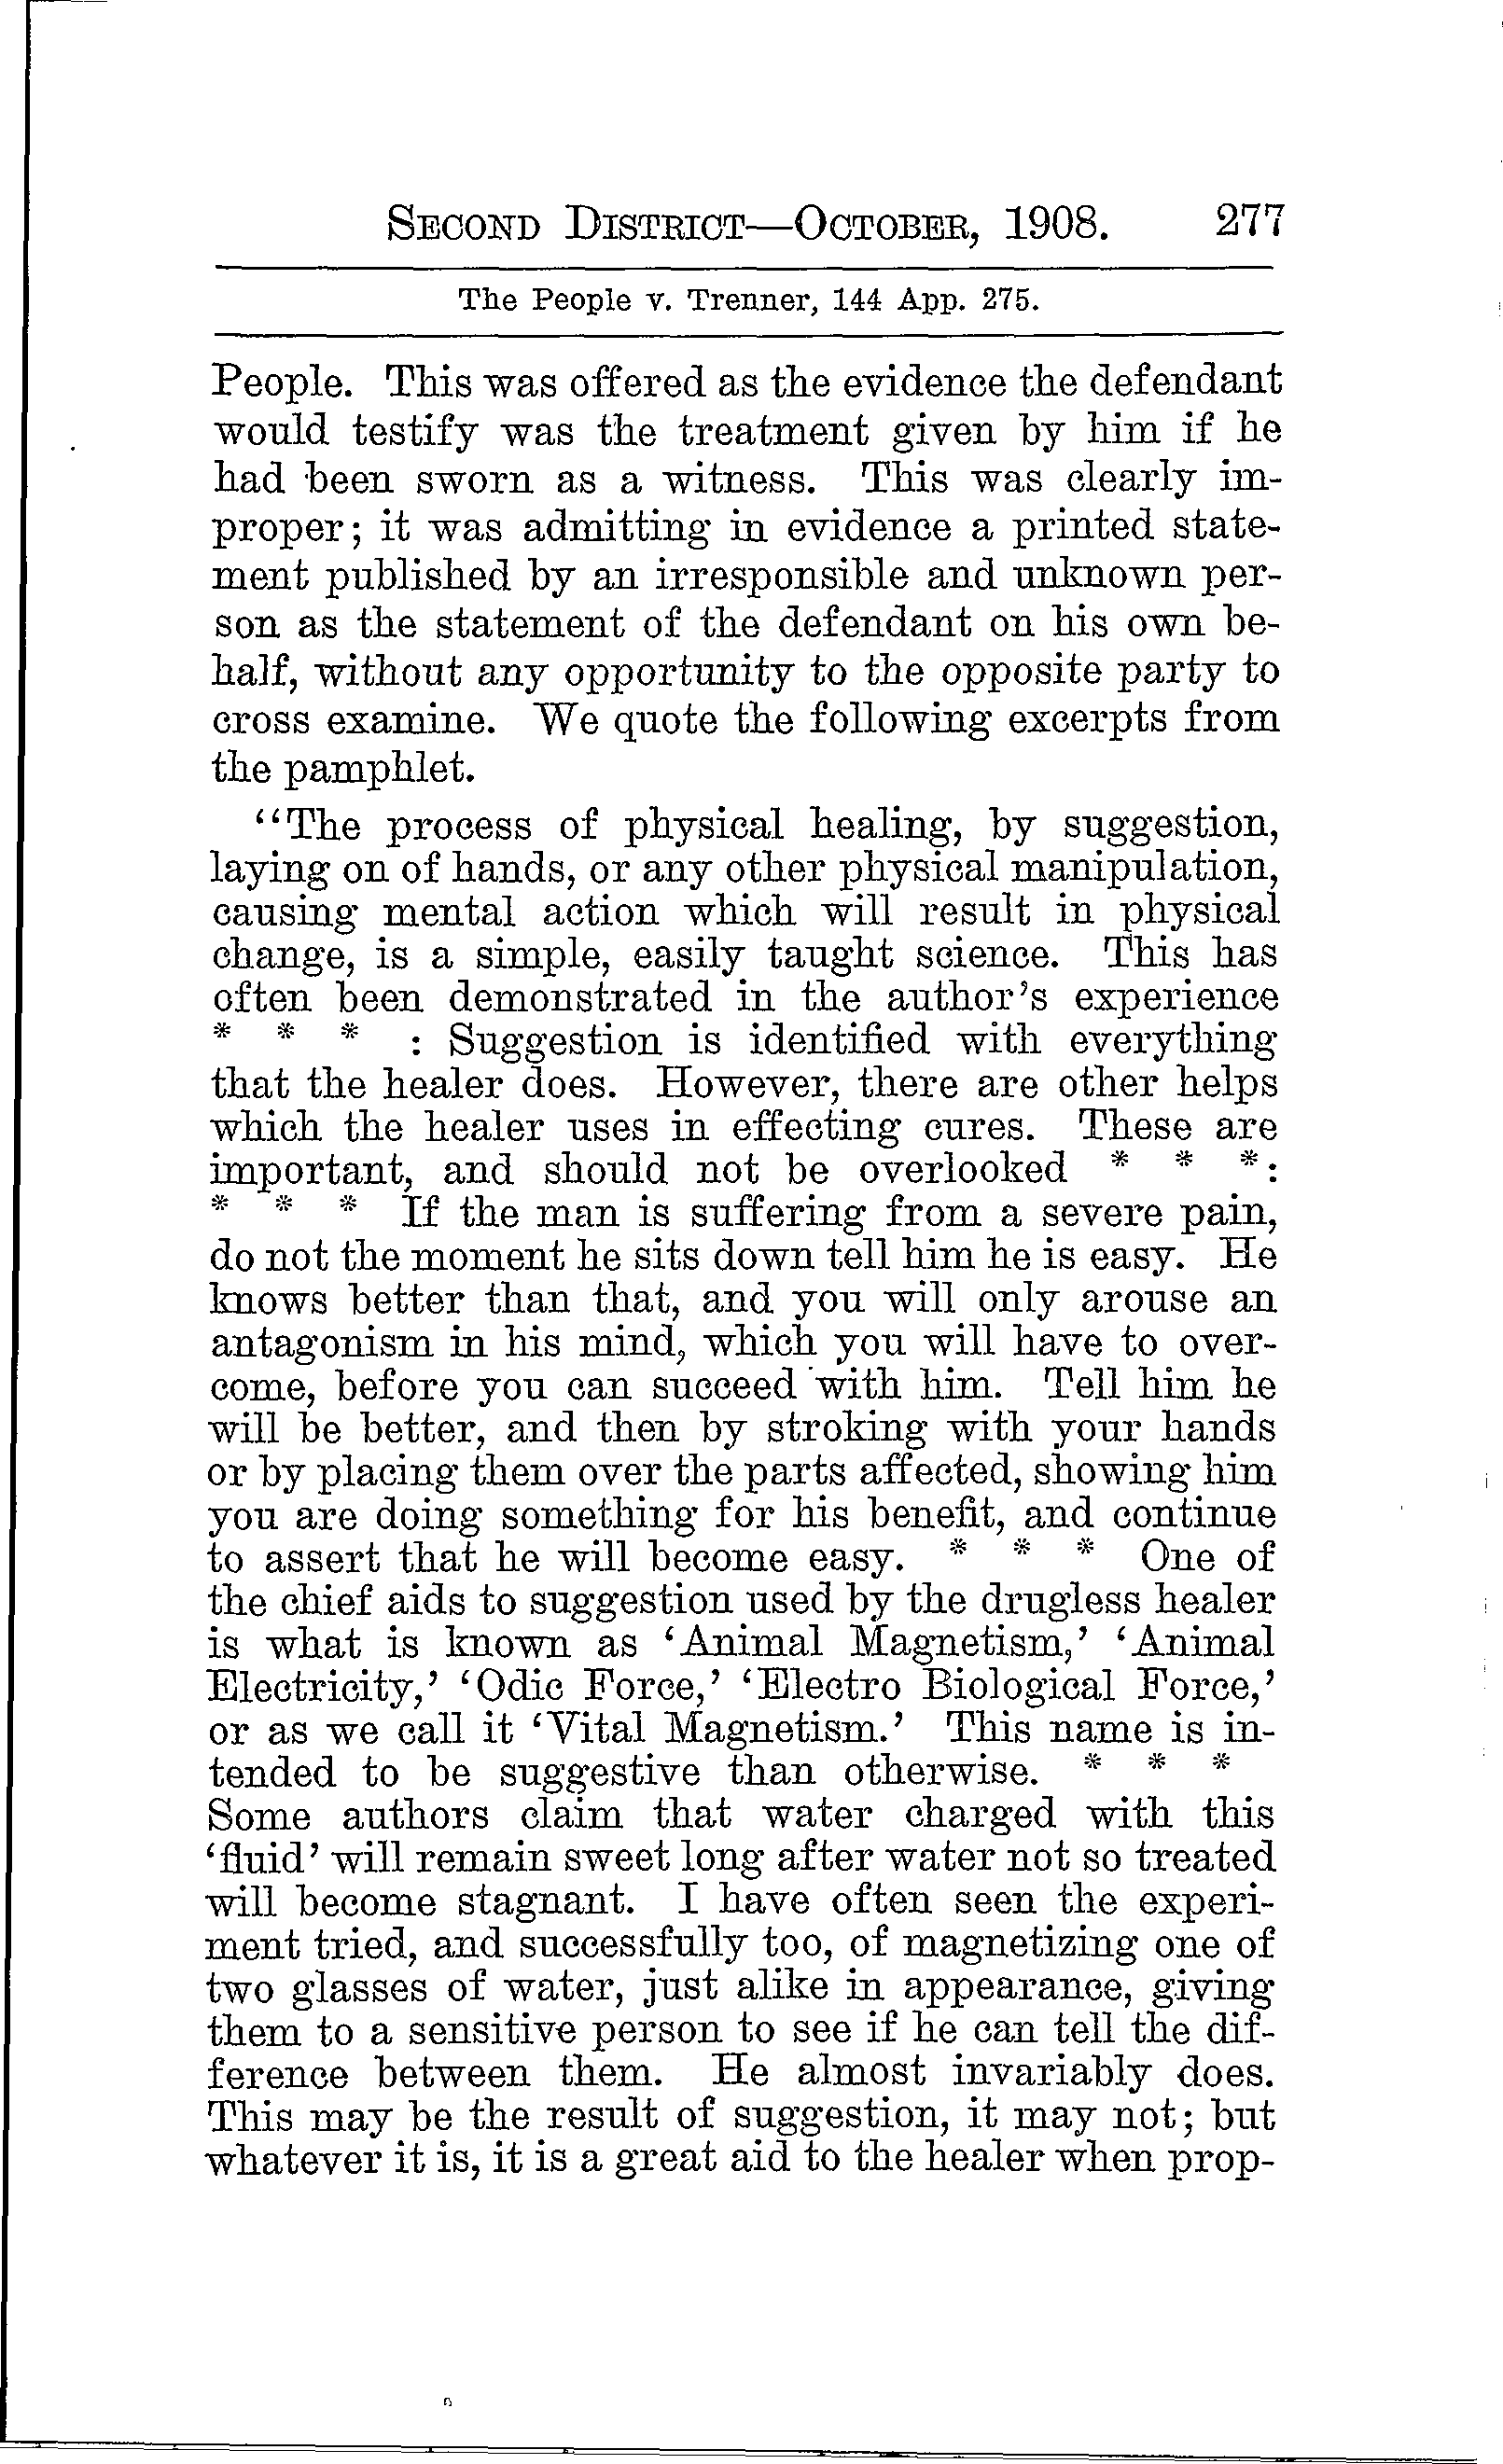 SECOND DISTRICT—OCTOBER, 1908. 277
The People v. Trenner, 144 App. 275.
People. This was offered as the evidence the defendant
would testify was the treatment given by him if he
had been sworn as a witness. This was clearly im-
proper; it was admitting in evidence a printed state-
ment published by an irresponsible and unknown per-
son as the statement of the defendant on his own be-
half, without any opportunity to the opposite party to
cross examine. We quote the following excerpts from
the pamphlet.
"The process of physical healing, by suggestion,
laying on of hands, or any other physical manipulation,
causing mental action which will result in physical
change, is a simple, easily taught science. This has
often been demonstrated in the author's experience
* * * : Suggestion is identified with everything
that the healer does. However, there are other helps
which the healer uses in effecting cures. These are
important, and should not be overlooked * * *:
* * * If the man is suffering from a severe pain,
do not the moment he sits down tell him he is easy. He
knows better than that, and you will only arouse an
antagonism in his mind, which you will have to over-
come, before you can succeed with him. Tell him he
will be better, and then by stroking with your hands
or by placing them over the parts affected, showing him
you are doing something for his benefit, and continue
to assert that he will become easy. * * * One of
the chief aids to suggestion used by the drugless healer
is what is known as 'Animal Magnetism,' 'Animal
Electricity,' 'Odic Force,' 'Electro Biological Force,'
or as we call it 'Vital Magnetism.' This name is in-
tended to be suggestive than otherwise. * * *
Some authors claim that water charged with this
'fluid' will remain sweet long after water not so treated
will become stagnant. I have often seen the experi-
ment tried, and successfully too, of magnetizing one of
two glasses of water, just alike in appearance, giving
them to a sensitive person to see if he can tell the dif-
ference between them. He almost invariably does.
This may be the result of suggestion, it may not; but
whatever it is, it is a great aid to the healer when prop-